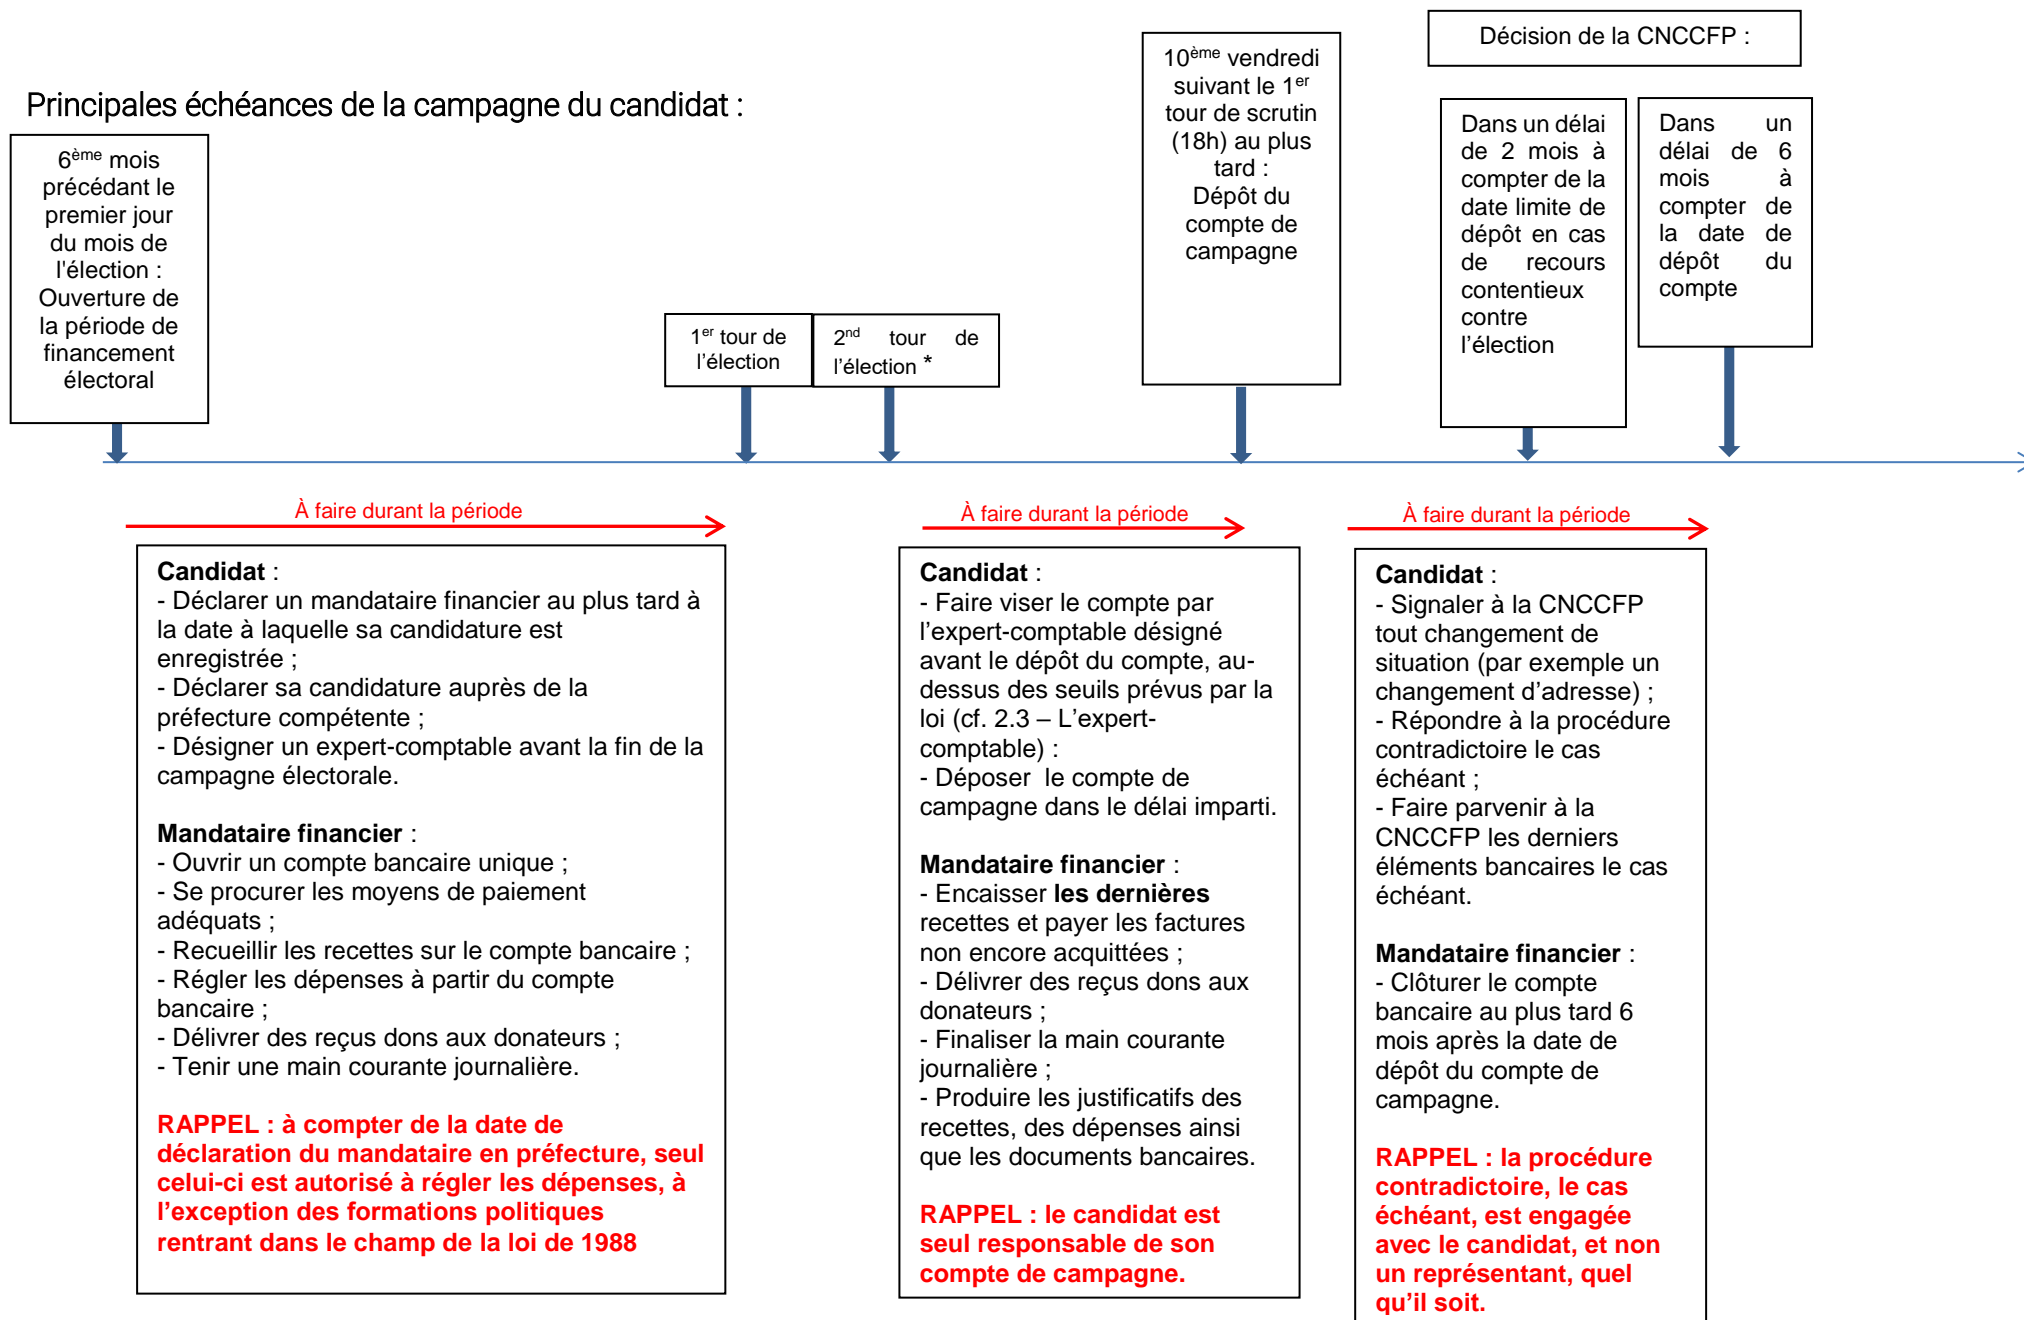 Principales échéances de la campagne du candidat :
6ème mois
précédant le
premier jour
du mois de
l'élection :
Ouverture de
la période de
financement
électoral
1er tour de
l’élection
2nd tour de
l’élection *
10ème vendredi
suivant le 1er
tour de scrutin
(18h) au plus
tard :
Dépôt du
compte de
campagne
Décision de la CNCCFP :
Dans un délai
de 2 mois à
compter de la
date limite de
dépôt en cas
de recours
contentieux
contre
l’élection
Dans un
délai de 6
mois à
compter de
la date de
dépôt du
compte
À faire durant la période
Candidat :
- Déclarer un mandataire financier au plus tard à
la date à laquelle sa candidature est
enregistrée ;
- Déclarer sa candidature auprès de la
préfecture compétente ;
- Désigner un expert-comptable avant la fin de la
campagne électorale.
Mandataire financier :
- Ouvrir un compte bancaire unique ;
- Se procurer les moyens de paiement
adéquats ;
- Recueillir les recettes sur le compte bancaire ;
- Régler les dépenses à partir du compte
bancaire ;
- Délivrer des reçus dons aux donateurs ;
- Tenir une main courante journalière.
RAPPEL : à compter de la date de
déclaration du mandataire en préfecture, seul
celui-ci est autorisé à régler les dépenses, à
l’exception des formations politiques
rentrant dans le champ de la loi de 1988
À faire durant la période
Candidat :
- Faire viser le compte par
l’expert-comptable désigné
avant le dépôt du compte, au-
dessus des seuils prévus par la
loi (cf. 2.3 – L’expert-
comptable) :
- Déposer le compte de
campagne dans le délai imparti.
Mandataire financier :
- Encaisser les dernières
recettes et payer les factures
non encore acquittées ;
- Délivrer des reçus dons aux
donateurs ;
- Finaliser la main courante
journalière ;
- Produire les justificatifs des
recettes, des dépenses ainsi
que les documents bancaires.
RAPPEL : le candidat est
seul responsable de son
compte de campagne.
À faire durant la période
Candidat :
- Signaler à la CNCCFP
tout changement de
situation (par exemple un
changement d’adresse) ;
- Répondre à la procédure
contradictoire le cas
échéant ;
- Faire parvenir à la
CNCCFP les derniers
éléments bancaires le cas
échéant.
Mandataire financier :
- Clôturer le compte
bancaire au plus tard 6
mois après la date de
dépôt du compte de
campagne.
RAPPEL : la procédure
contradictoire, le cas
échéant, est engagée
avec le candidat, et non
un représentant, quel
qu’il soit.